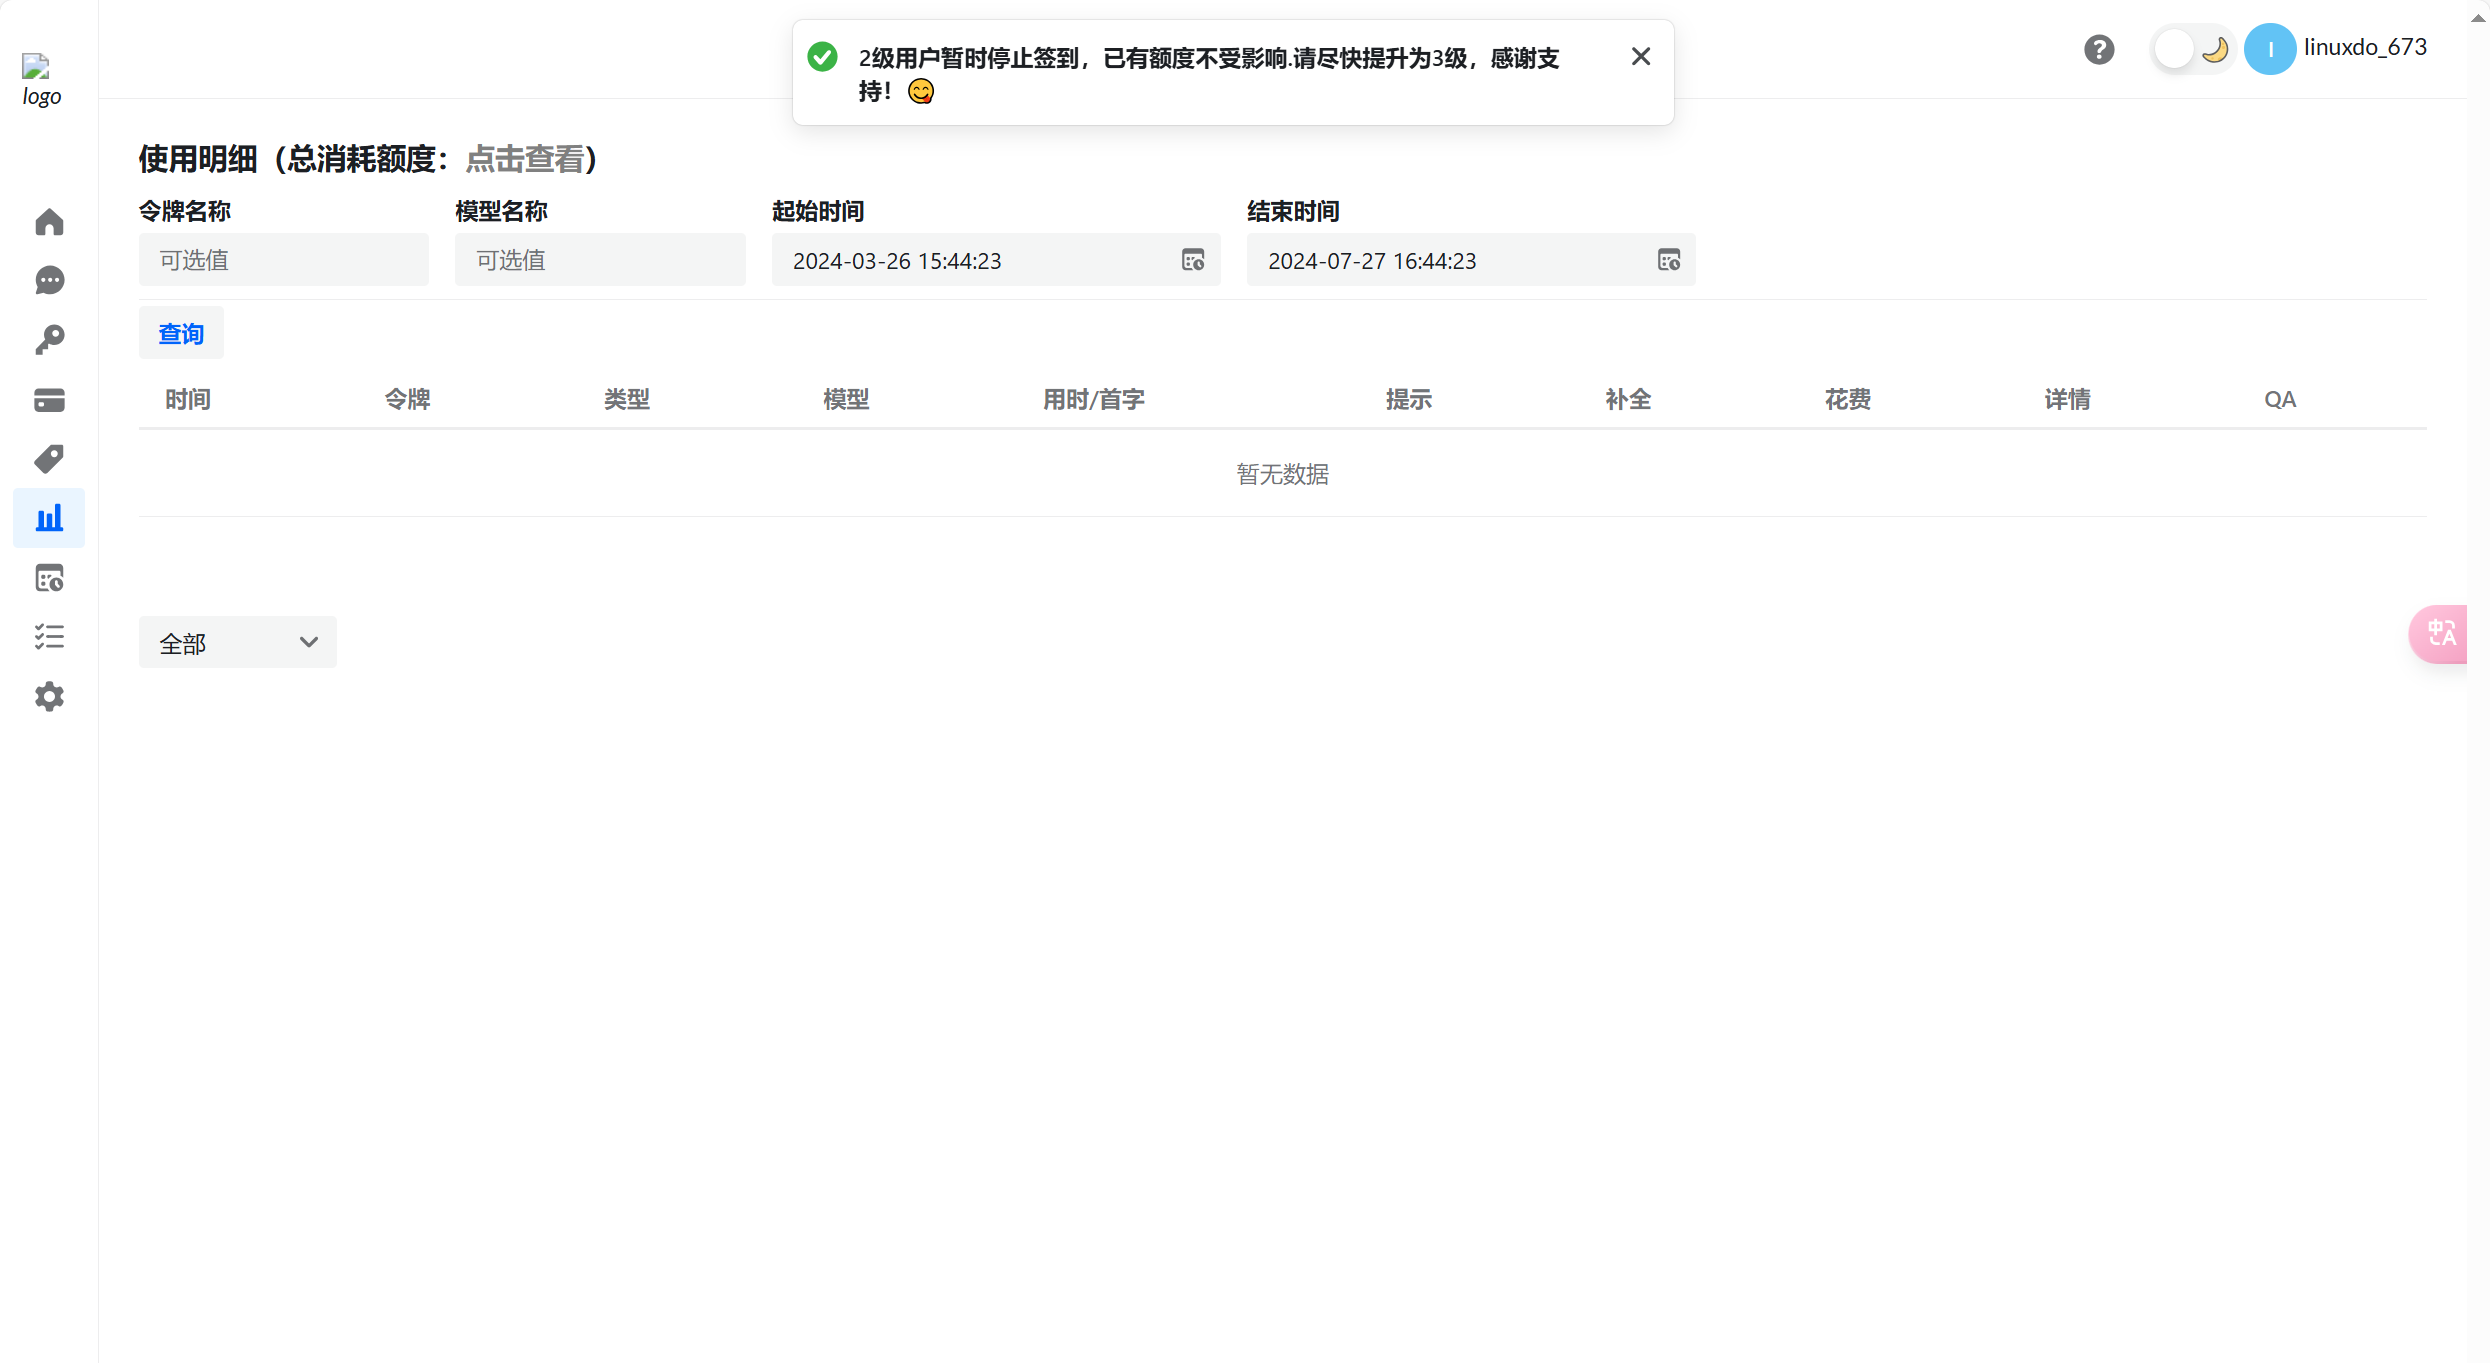 logo
2级用户暂时停止签到，已有额度不受影响.请尽快提升为3级，感谢支
持！😋
linuxdo_673
使用明细（总消耗额度：点击查看）
令牌名称 模型名称 起始时间 结束时间
可选值 可选值 2024-03-26 15:44:23 2024-07-27 16:44:23
查询
时间 令牌 类型 模型 用时/首字 提示 补全 花费 详情 QA
暂无数据
全部